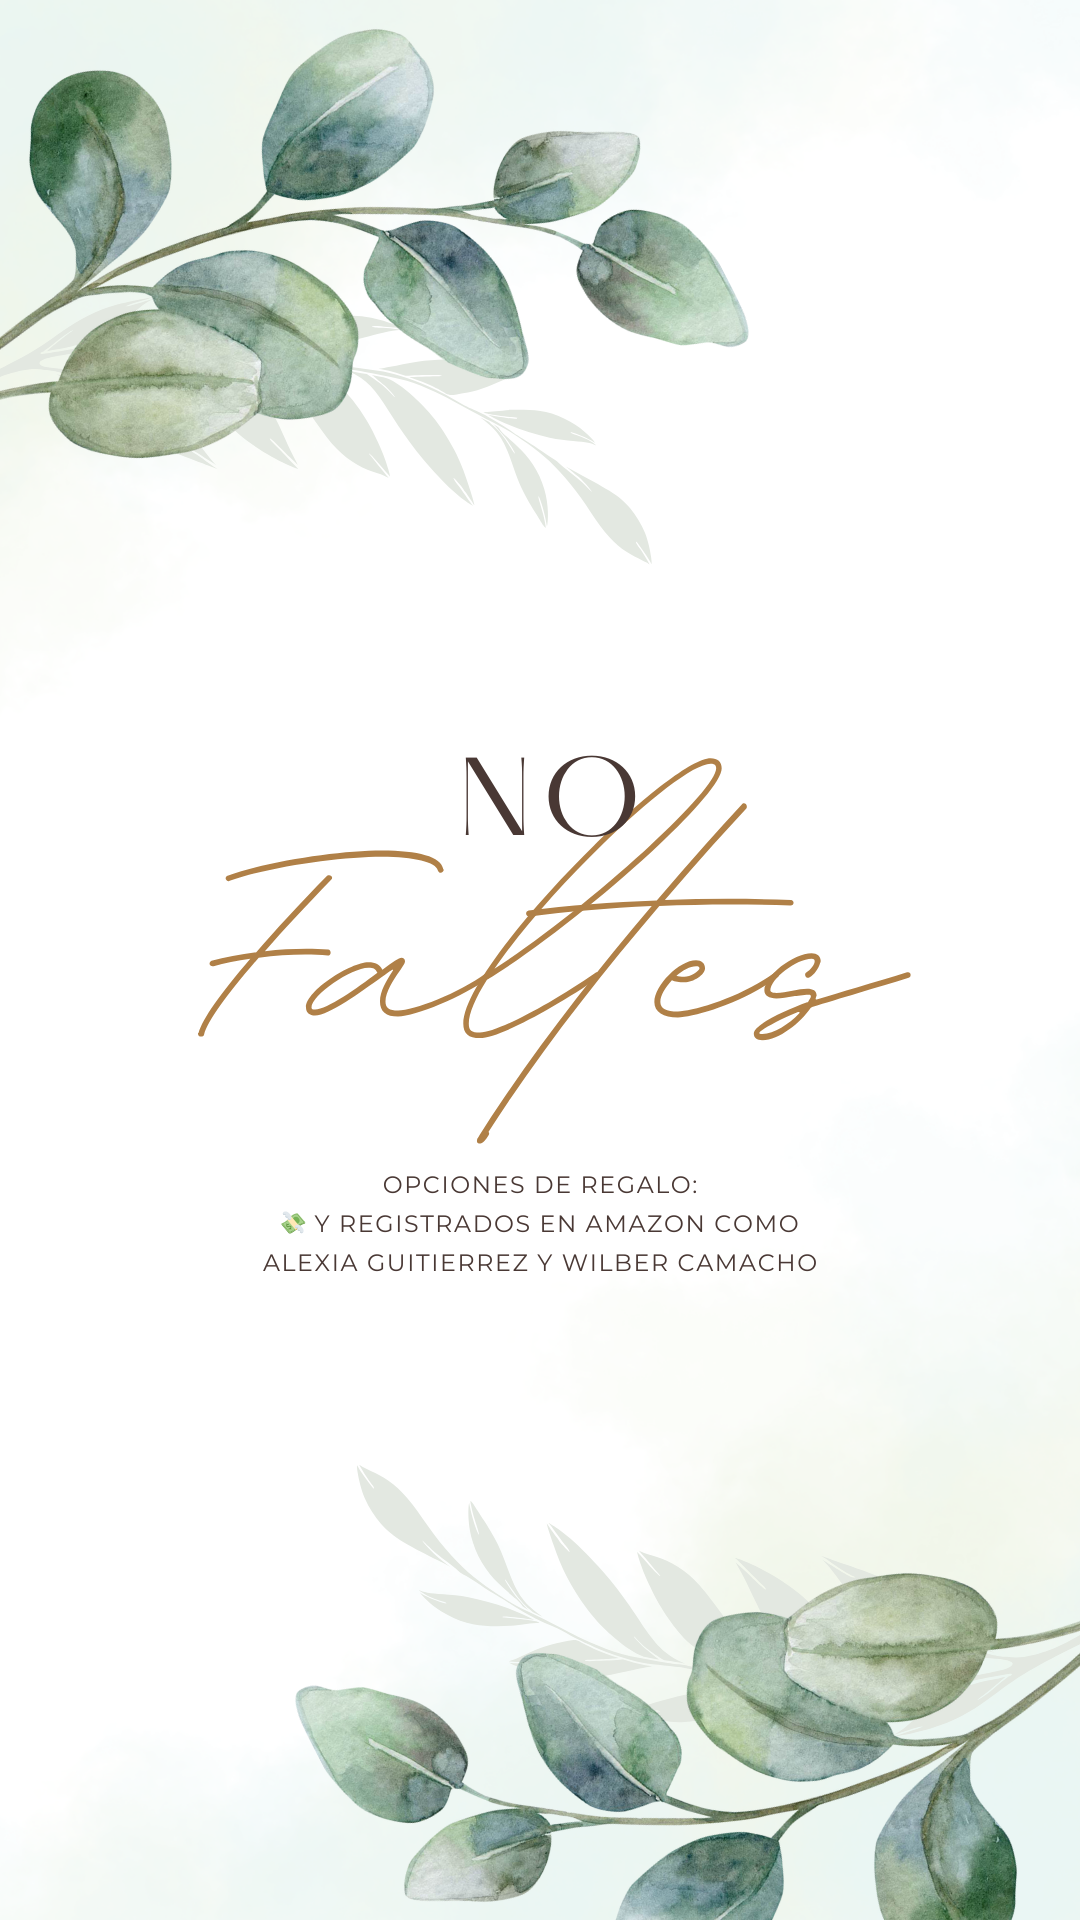 NO
Faltes
OPCIONES DE REGALO:
💸 Y REGISTRADOS EN AMAZON COMO
ALEXIA GUITIERREZ Y WILBER CAMACHO